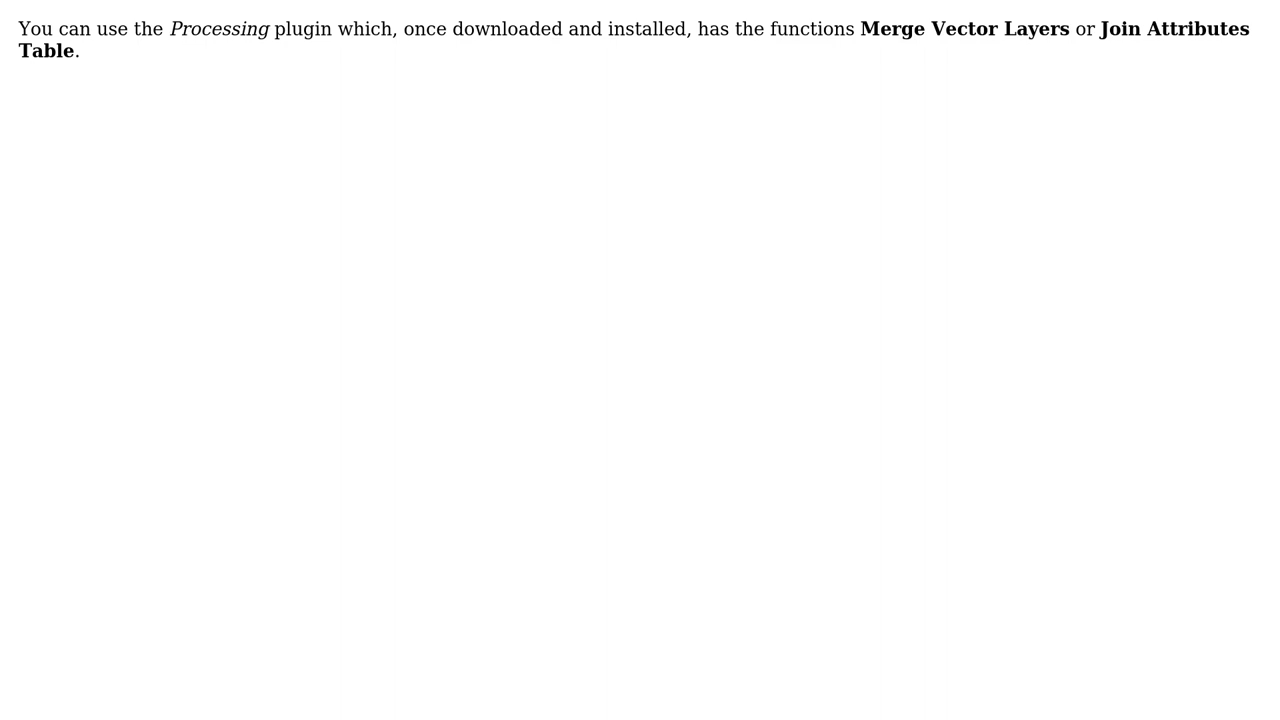 You can use the Processing plugin which, once downloaded and installed, has the functions Merge Vector Layers or Join Attributes
Table.